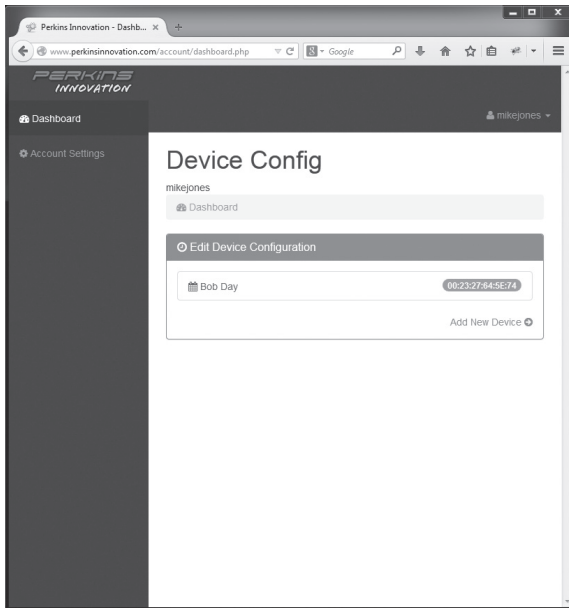 Perkins Innovation - Dashb...
www.perkinsinnovation.com/account/dashboard.php
Google
PERKINS
INNOVATION
Dashboard
mikejones
Account Settings
Device Config
mikejones
Dashboard
Edit Device Configuration
Bob Day 00:23:27:64:5E:74
Add New Device